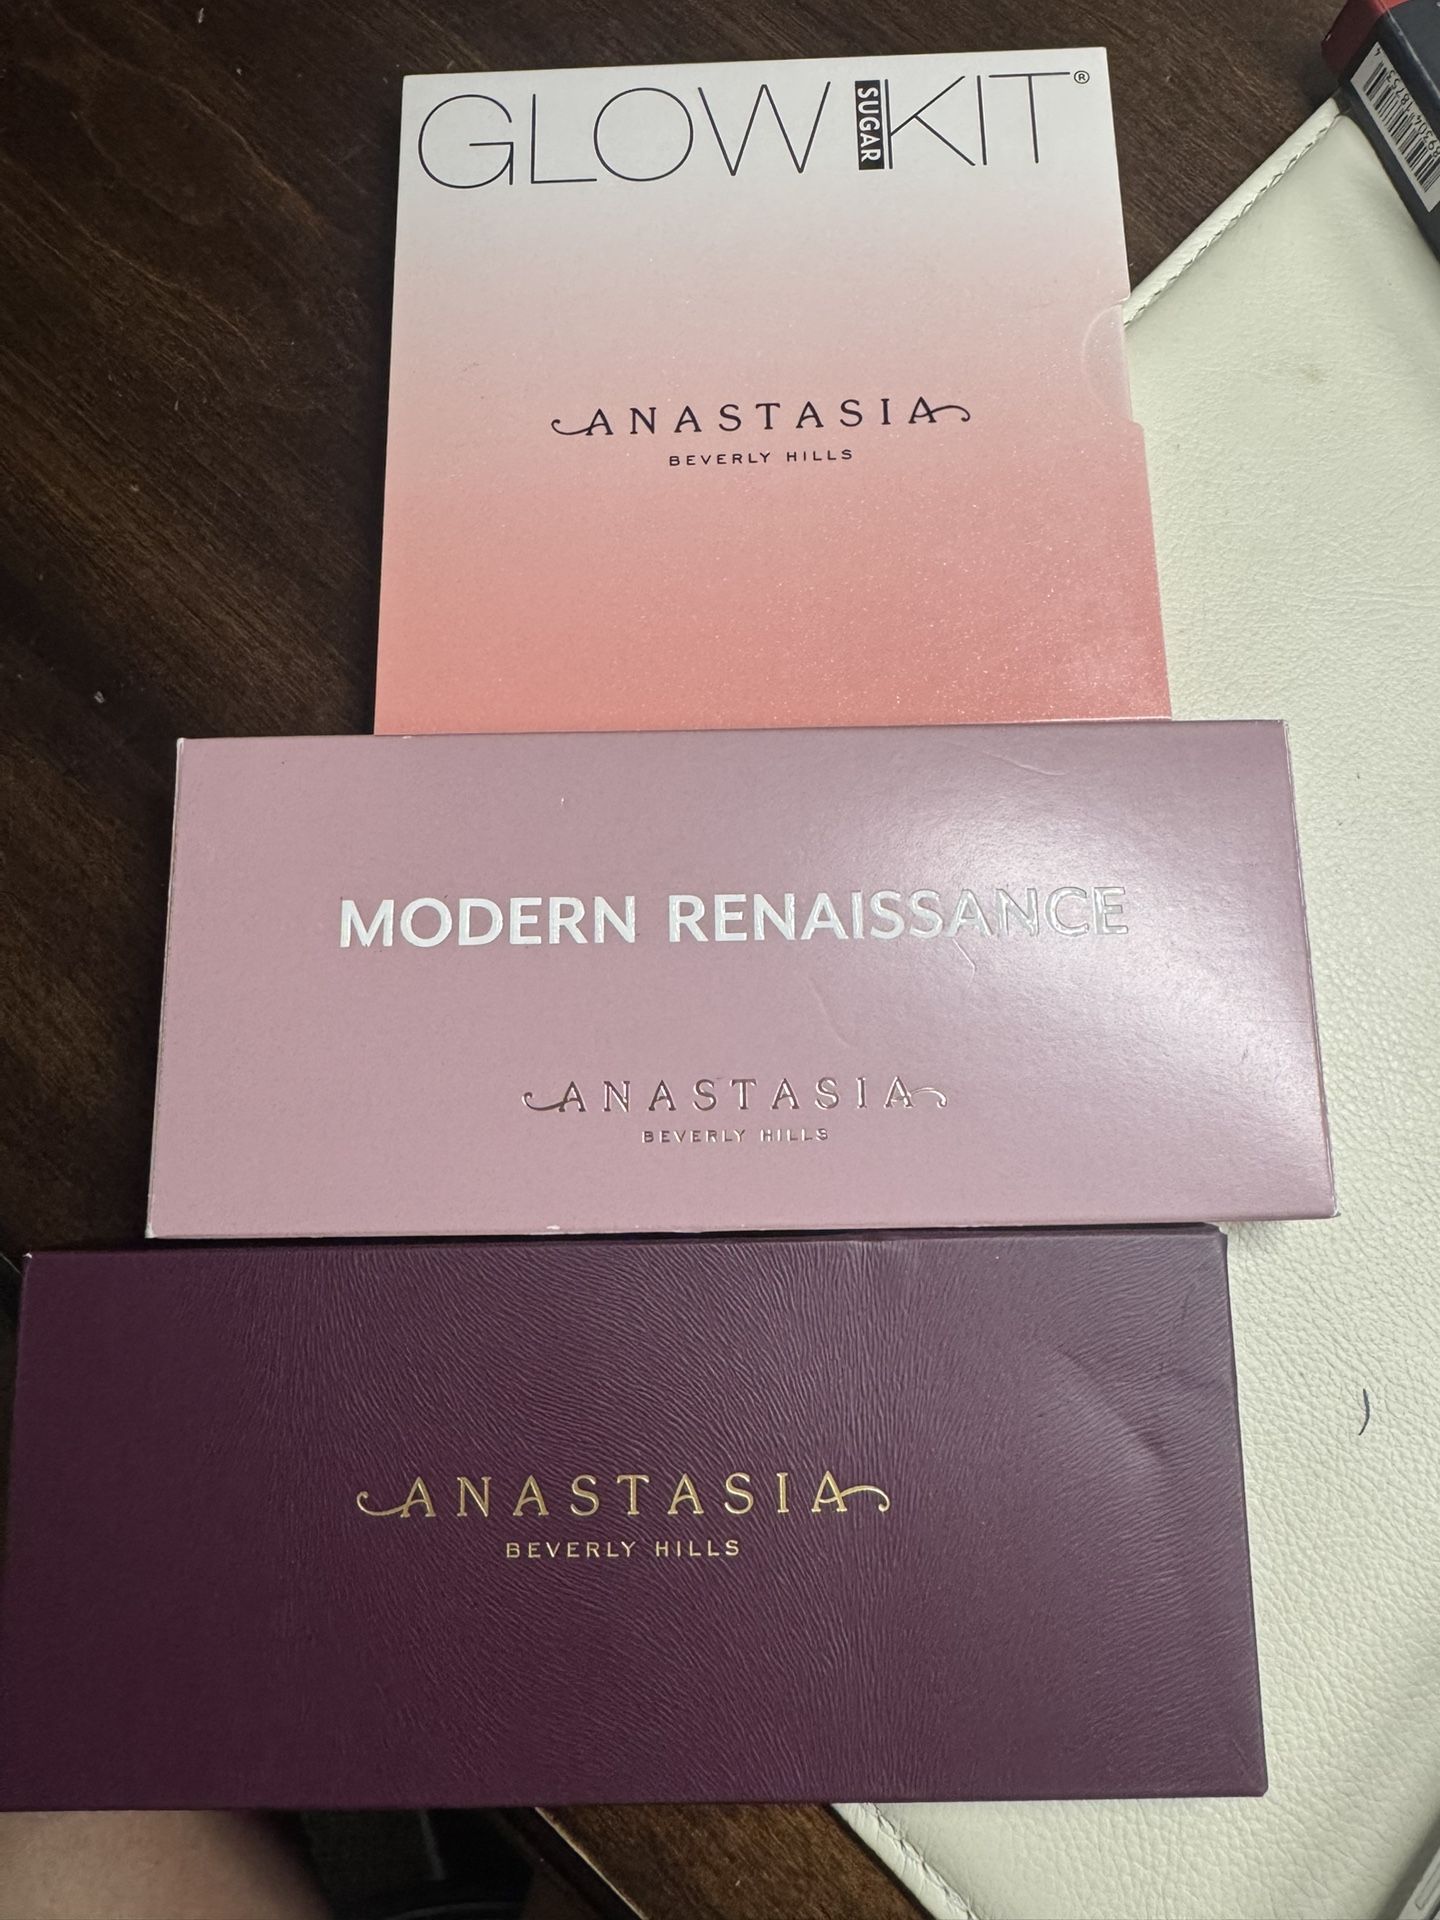 GLOW SUGAR KIT®
ANASTASIA
BEVERLY HILLS
MODERN RENAISSANCE
ANASTASIA
BEVERLY HILLS
ANASTASIA
BEVERLY HILLS